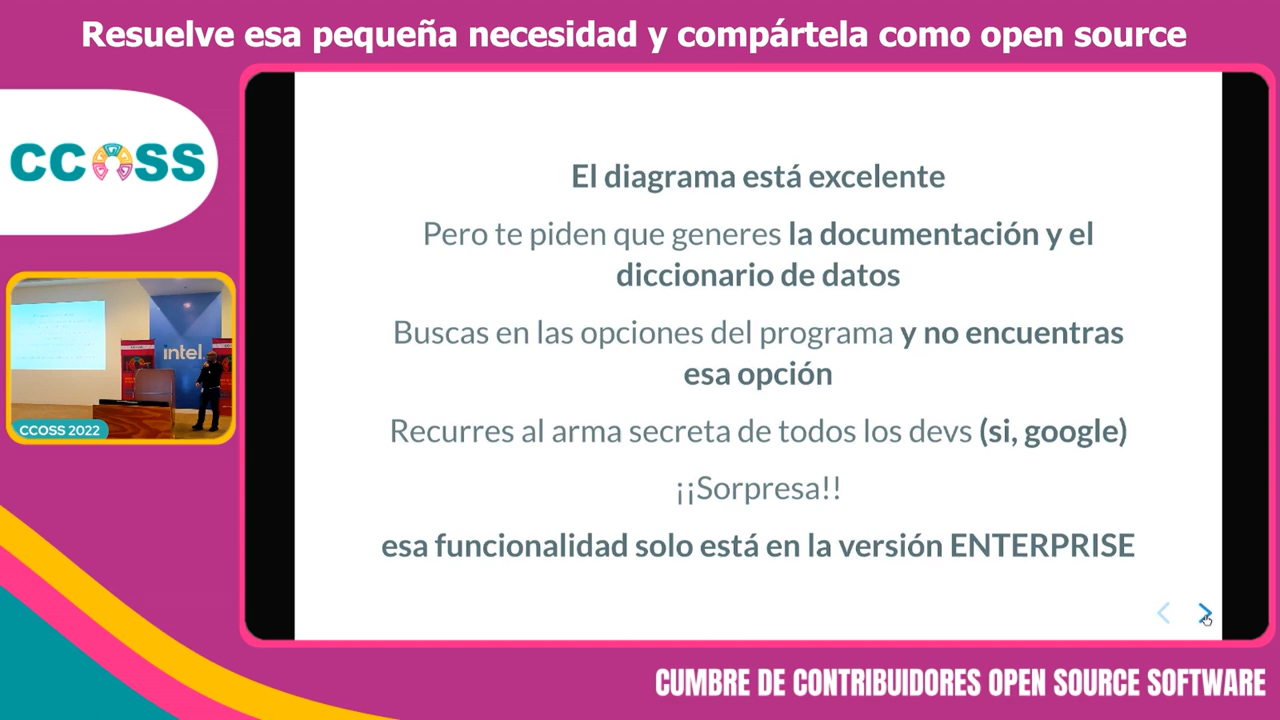 Resuelve esa pequeña necesidad y compártela como open source
CCOSS
El diagrama está excelente
Pero te piden que generes la documentación y el
diccionario de datos
Buscas en las opciones del programa y no encuentras
esa opción
Recurres al arma secreta de todos los devs (si, google)
¡¡Sorpresa!!
esa funcionalidad solo está en la versión ENTERPRISE
intel
CCOSS 2022
CUMBRE DE CONTRIBUIDORES OPEN SOURCE SOFTWARE